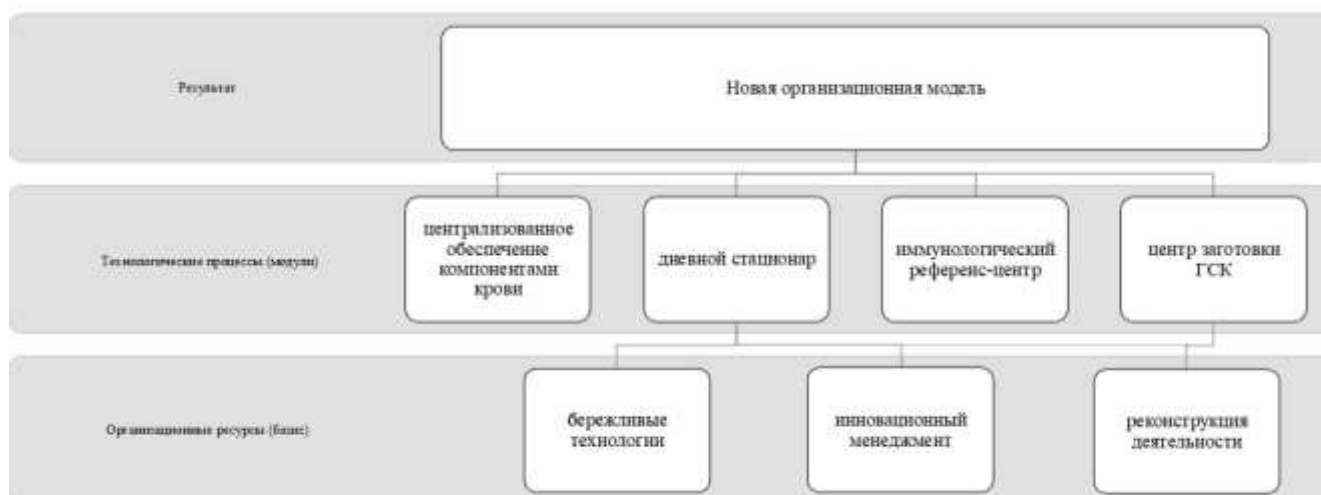 Результат
Новая организационная модель
Технологические процессы (модули)
централизованное
обеспечение
компонентами
крови
дневной стационар
иммунологический
референс-центр
центр заготовки
ГСК
Организационные ресурсы (базис)
бережливые
технологии
инновационный
менеджмент
реконструкция
деятельности